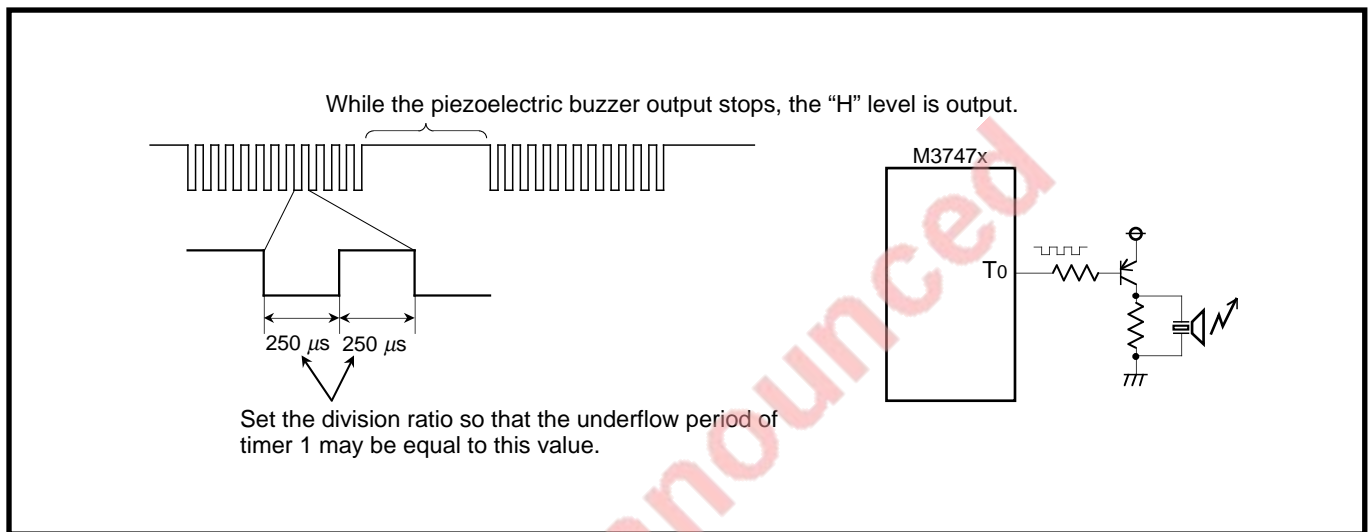 While the piezoelectric buzzer output stops, the “H” level is output.
M3747x
T0
250 μs 250 μs
Set the division ratio so that the underflow period of
timer 1 may be equal to this value.
nounced